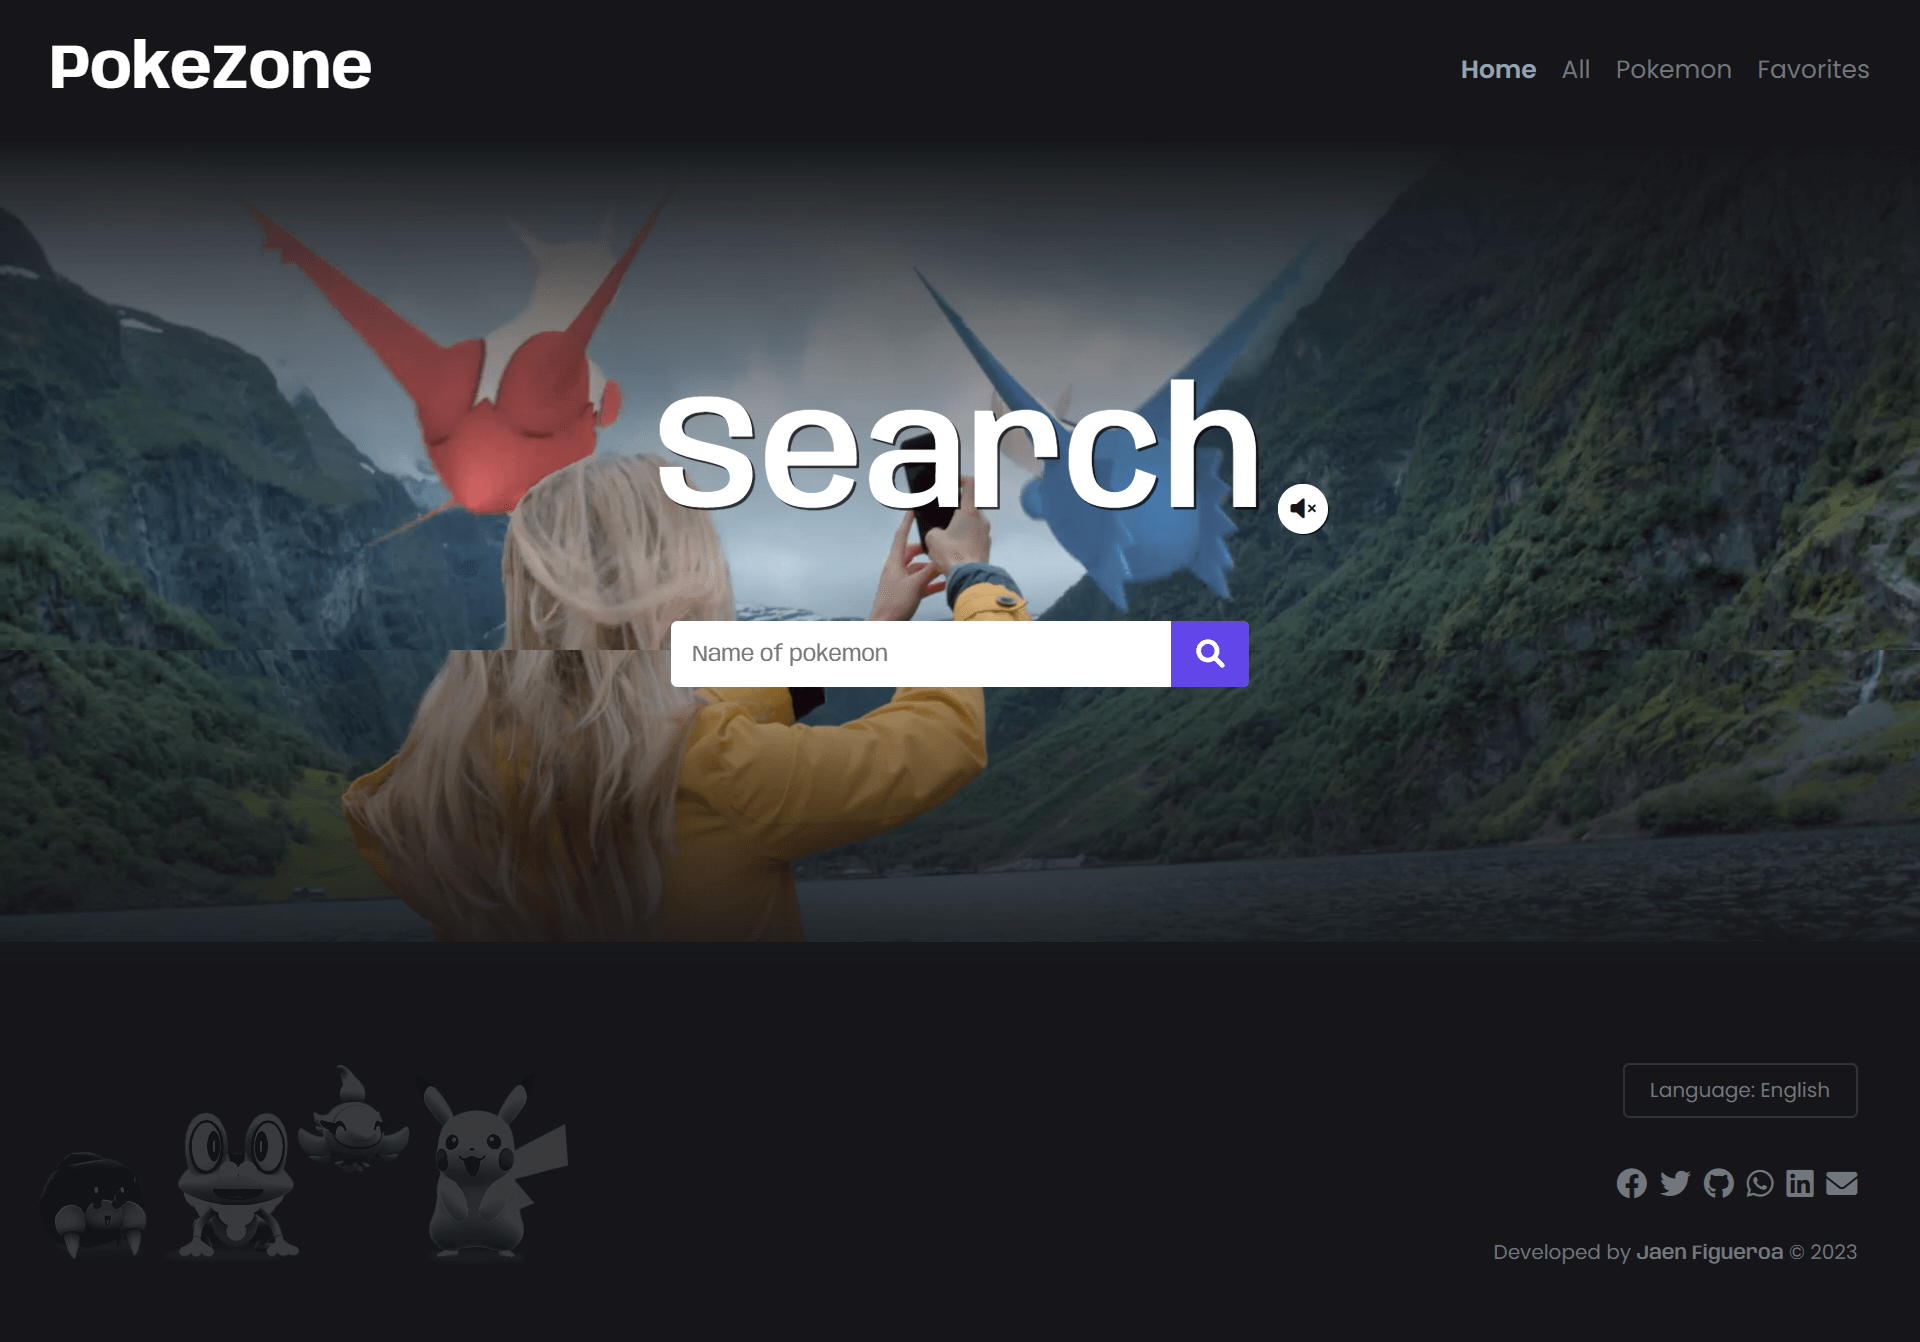 PokeZone
Home All Pokemon Favorites
Search
Name of pokemon
Language: English
Developed by Jaen Figueroa © 2023